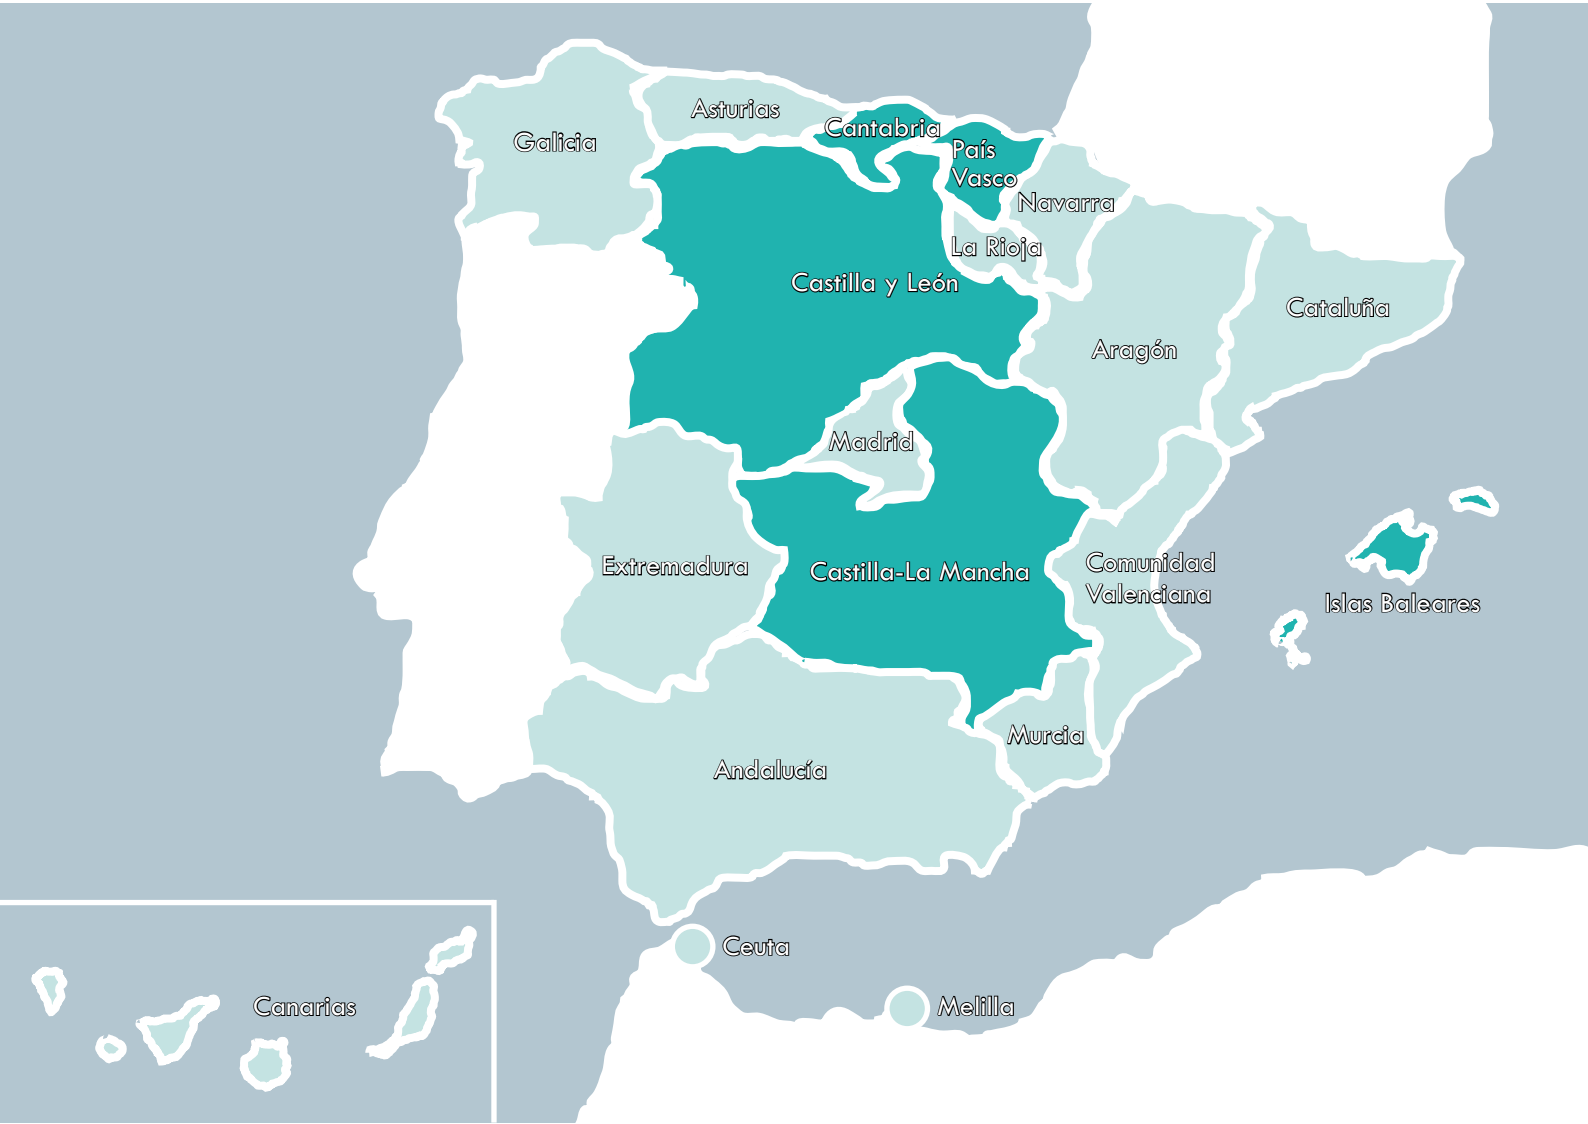 Asturias
Cantabria
Galicia
País
Vasco
Navarra
La Rioja
Castilla y León
Cataluña
Aragón
Madrid
Extremadura
Castilla-La Mancha
Comunidad
Valenciana
Islas Baleares
Murcia
Andalucía
Ceuta
Canarias
Melilla